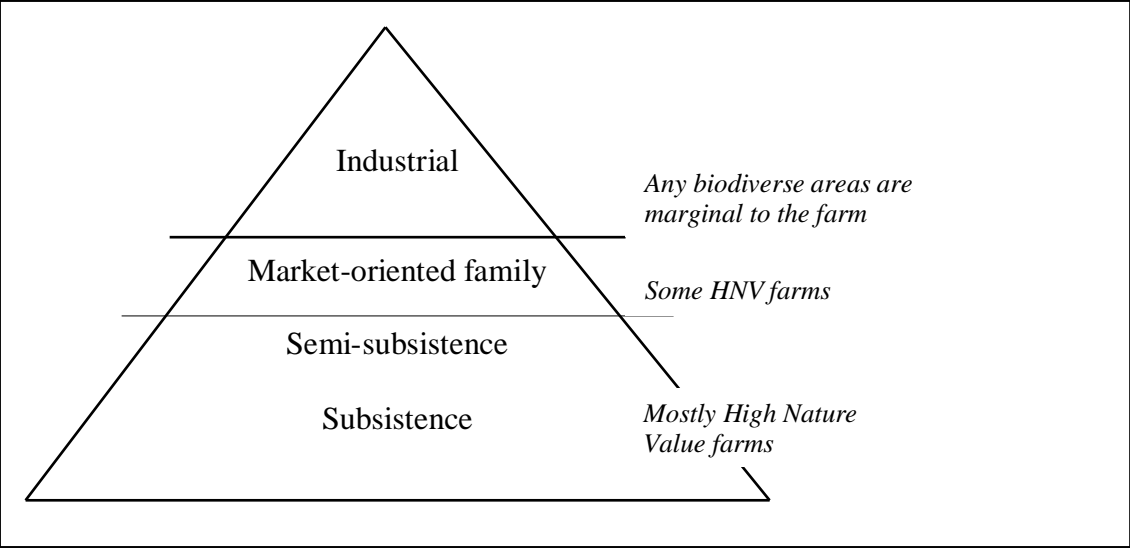 Industrial
Any biodiverse areas are
marginal to the farm
Market-oriented family
Some HNV farms
Semi-subsistence
Subsistence
Mostly High Nature
Value farms